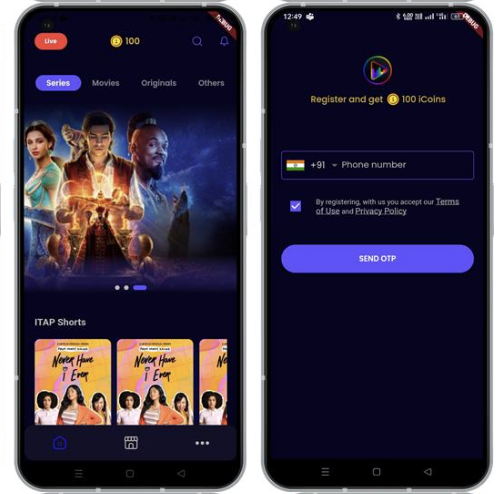 DEBUG
Live
100
Series
Movies
Originals
Others
ITAP Shorts
Never Have
I Ever
Never Have
I Ever
12:49
DEBUG
Register and get 100 iCoins
+91
Phone number
By registering, with us you accept our Terms
of Use and Privacy Policy
SEND OTP